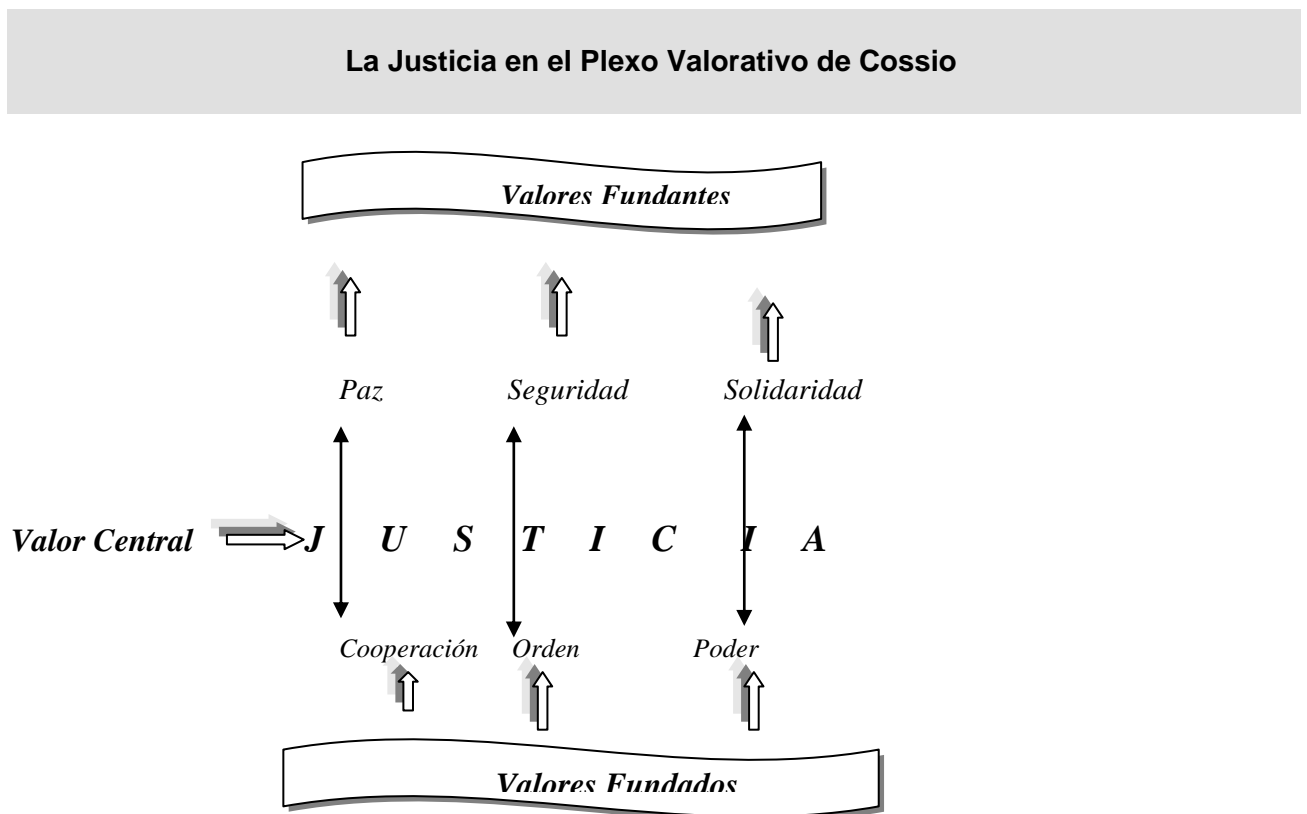 La Justicia en el Plexo Valorativo de Cossio
Valores Fundantes
Paz Seguridad Solidaridad
Valor Central J U S T I C I A
Cooperación Orden Poder
Valores Fundados